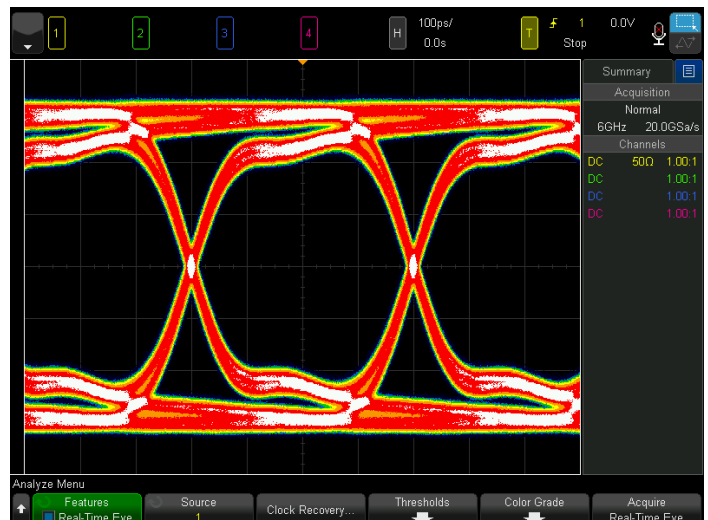 1 2 3 4 H 100ps/ 0.0s T 1 Stop 0.0V
Summary
Acquisition
Normal
6GHz 20.0GSa/s
Channels
DC 50Ω 1.00:1
DC 1.00:1
DC 1.00:1
DC 1.00:1
Analyze Menu
Features Source Clock Recovery... Thresholds Color Grade Acquire
Real-Time Eye 1 Real-Time Eye